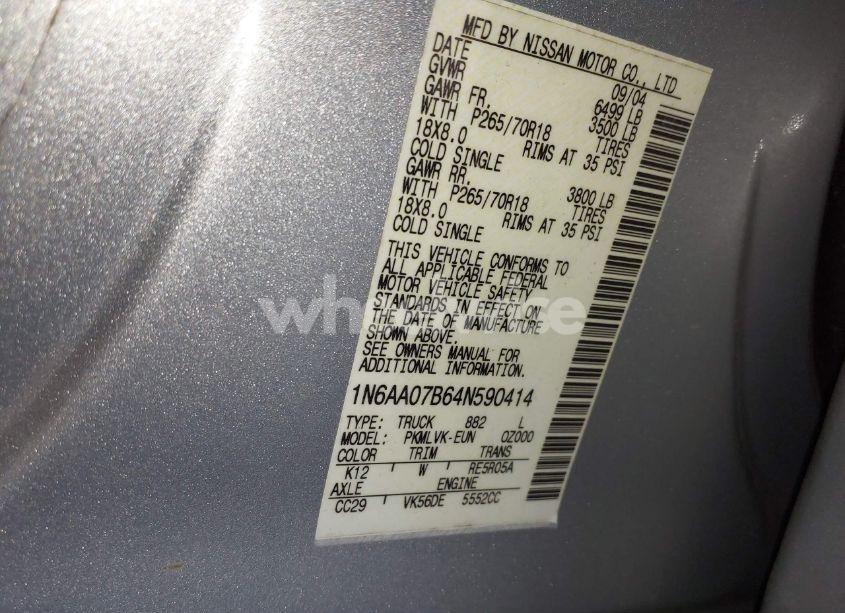 MFD BY NISSAN MOTOR CO., LTD
DATE 09/04
GVWR 6499 LB
GAWR FR. 3500 LB
WITH P265/70R18 TIRES
18X8.0 RIMS AT 35 PSI
COLD SINGLE
GAWR RR. 3800 LB
WITH P265/70R18 TIRES
18X8.0 RIMS AT 35 PSI
COLD SINGLE
THIS VEHICLE CONFORMS TO
ALL APPLICABLE FEDERAL
MOTOR VEHICLE SAFETY
STANDARDS IN EFFECT ON
THE DATE OF MANUFACTURE
SHOWN ABOVE.
SEE OWNERS MANUAL FOR
ADDITIONAL INFORMATION.
1N6AA07B64N590414
TYPE: TRUCK 882 L
MODEL: PKMLVK-EUN OZ000
COLOR TRIM TRANS
K12 W RE5R05A
AXLE ENGINE
CC29 VK56DE 5552CC